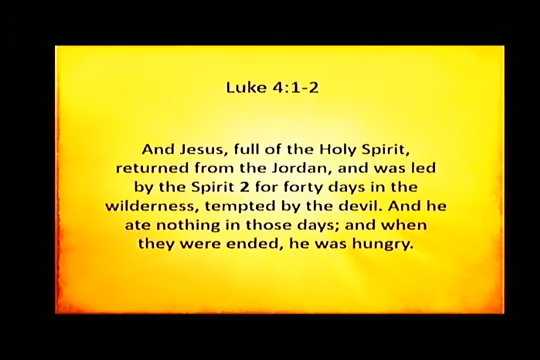 Luke 4:1-2
And Jesus, full of the Holy Spirit,
returned from the Jordan, and was led
by the Spirit 2 for forty days in the
wilderness, tempted by the devil. And he
ate nothing in those days; and when
they were ended, he was hungry.